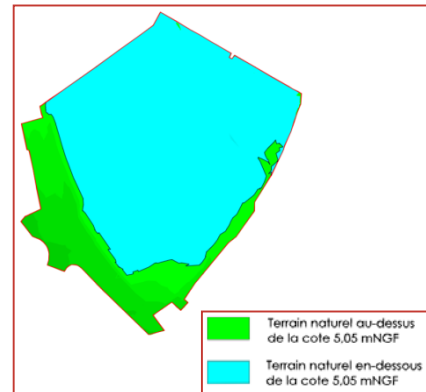 Terrain naturel au-dessus
de la cote 5,05 mNGF
Terrain naturel en-dessous
de la cote 5,05 mNGF